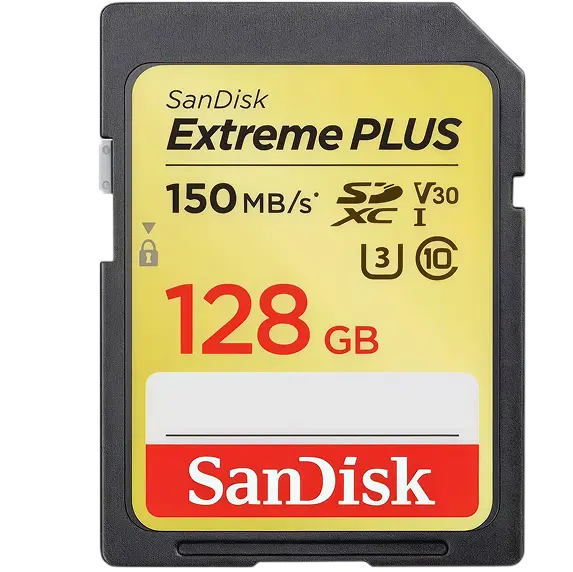 SanDisk
Extreme PLUS
150 MB/s*
SD XC V30 I
3 10
128 GB
SanDisk